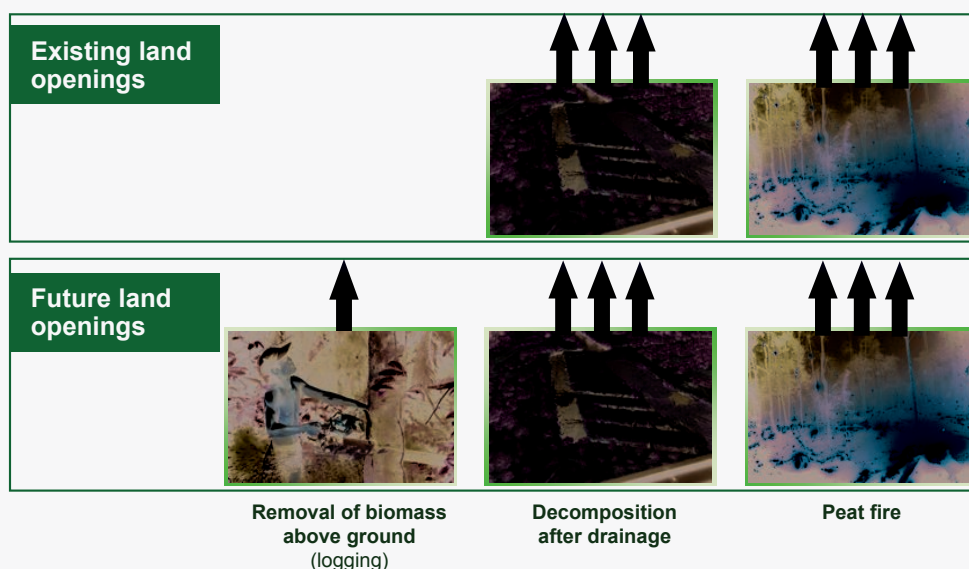 Existing land
openings
Future land
openings
Removal of biomass
above ground
(logging)
Decomposition
after drainage
Peat fire